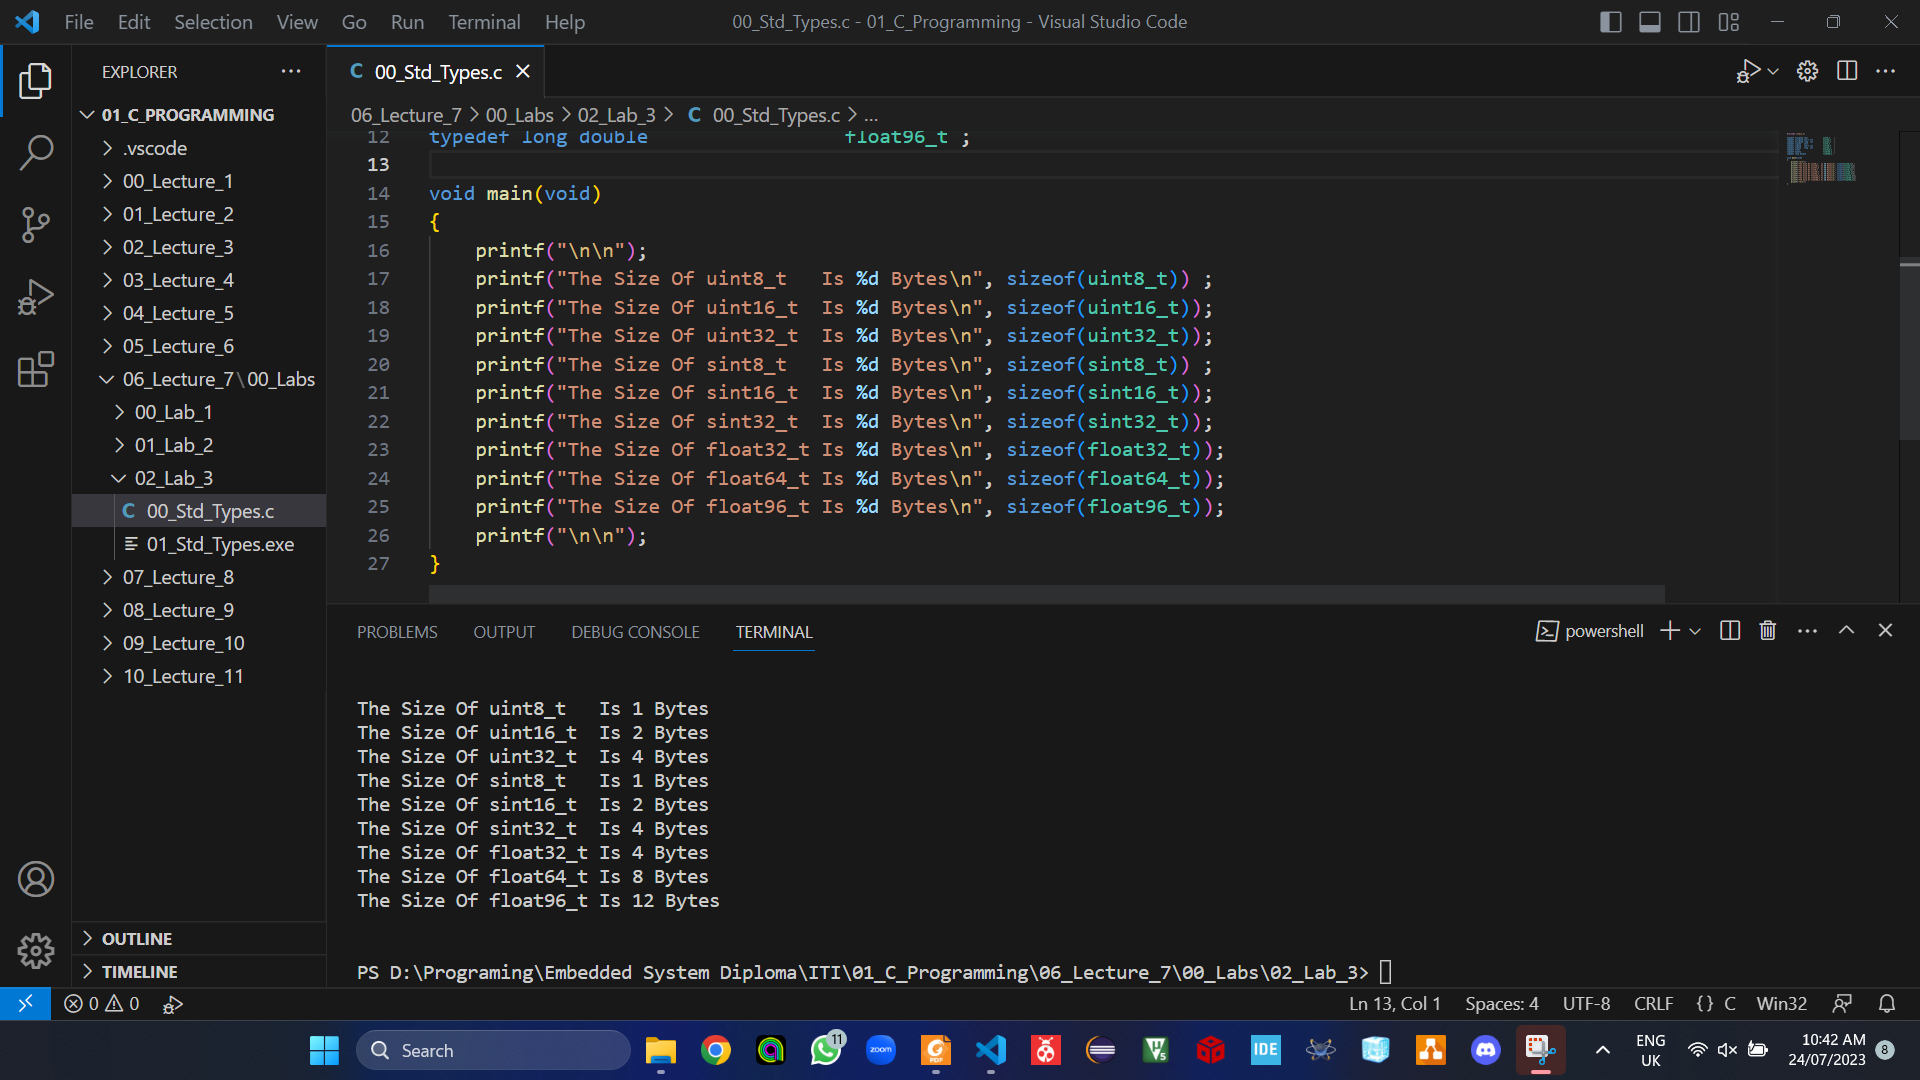 File Edit Selection View Go Run Terminal Help 00_Std_Types.c - 01_C_Programming - Visual Studio Code
EXPLORER
01_C_PROGRAMMING
.vscode
00_Lecture_1
01_Lecture_2
02_Lecture_3
03_Lecture_4
04_Lecture_5
05_Lecture_6
06_Lecture_7\00_Labs
00_Lab_1
01_Lab_2
02_Lab_3
C 00_Std_Types.c
01_Std_Types.exe
07_Lecture_8
08_Lecture_9
09_Lecture_10
10_Lecture_11
OUTLINE
TIMELINE
C 00_Std_Types.c
06_Lecture_7 > 00_Labs > 02_Lab_3 > C 00_Std_Types.c > ...
12 typedef long double float96_t ;
13
14 void main(void)
15 {
16 printf("\n\n");
17 printf("The Size Of uint8_t   Is %d Bytes\n", sizeof(uint8_t)) ;
18 printf("The Size Of uint16_t  Is %d Bytes\n", sizeof(uint16_t));
19 printf("The Size Of uint32_t  Is %d Bytes\n", sizeof(uint32_t));
20 printf("The Size Of sint8_t   Is %d Bytes\n", sizeof(sint8_t)) ;
21 printf("The Size Of sint16_t  Is %d Bytes\n", sizeof(sint16_t));
22 printf("The Size Of sint32_t  Is %d Bytes\n", sizeof(sint32_t));
23 printf("The Size Of float32_t Is %d Bytes\n", sizeof(float32_t));
24 printf("The Size Of float64_t Is %d Bytes\n", sizeof(float64_t));
25 printf("The Size Of float96_t Is %d Bytes\n", sizeof(float96_t));
26 printf("\n\n");
27 }
PROBLEMS OUTPUT DEBUG CONSOLE TERMINAL powershell
The Size Of uint8_t   Is 1 Bytes
The Size Of uint16_t  Is 2 Bytes
The Size Of uint32_t  Is 4 Bytes
The Size Of sint8_t   Is 1 Bytes
The Size Of sint16_t  Is 2 Bytes
The Size Of sint32_t  Is 4 Bytes
The Size Of float32_t Is 4 Bytes
The Size Of float64_t Is 8 Bytes
The Size Of float96_t Is 12 Bytes
PS D:\Programing\Embedded System Diploma\ITI\01_C_Programming\06_Lecture_7\00_Labs\02_Lab_3>
0 0 Ln 13, Col 1 Spaces: 4 UTF-8 CRLF {} C Win32
Search 11 zoom PDF IDE ENG 10:42 AM 8
UK 24/07/2023